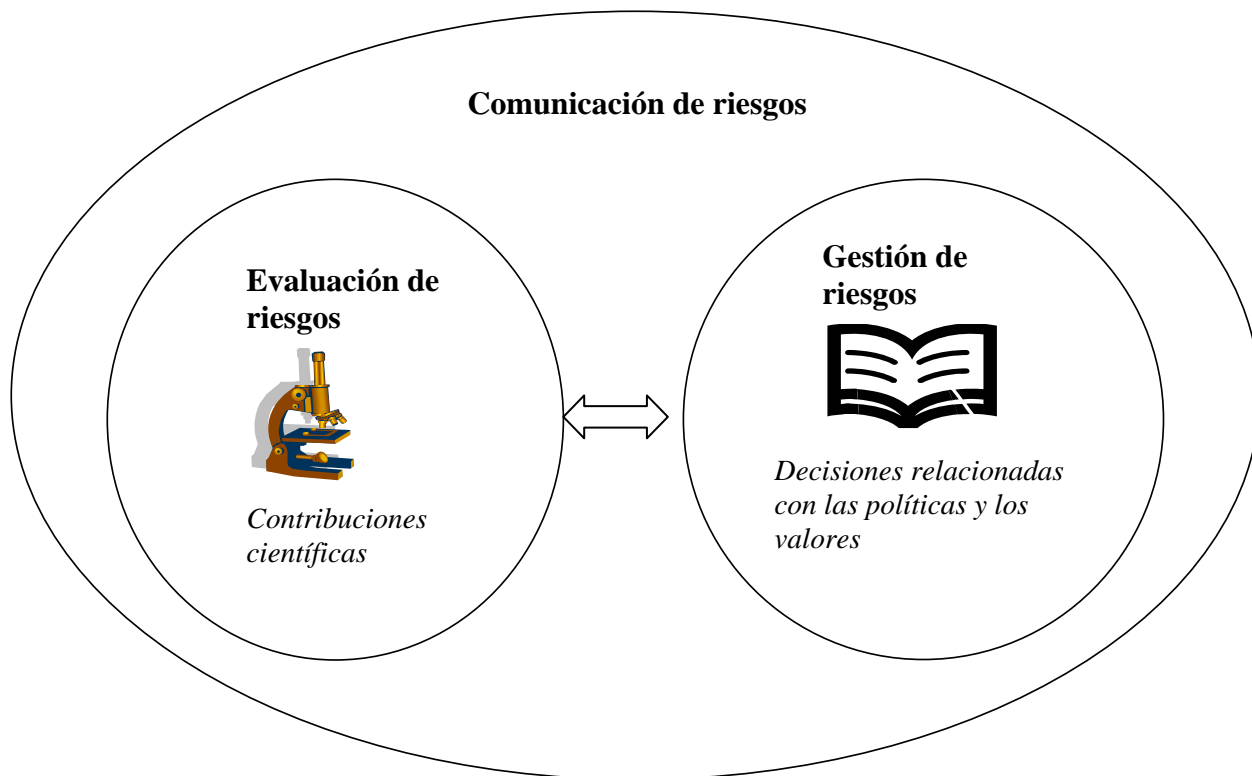 Comunicación de riesgos
Evaluación de
riesgos
Contribuciones
científicas
Gestión de
riesgos
Decisiones relacionadas
con las políticas y los
valores